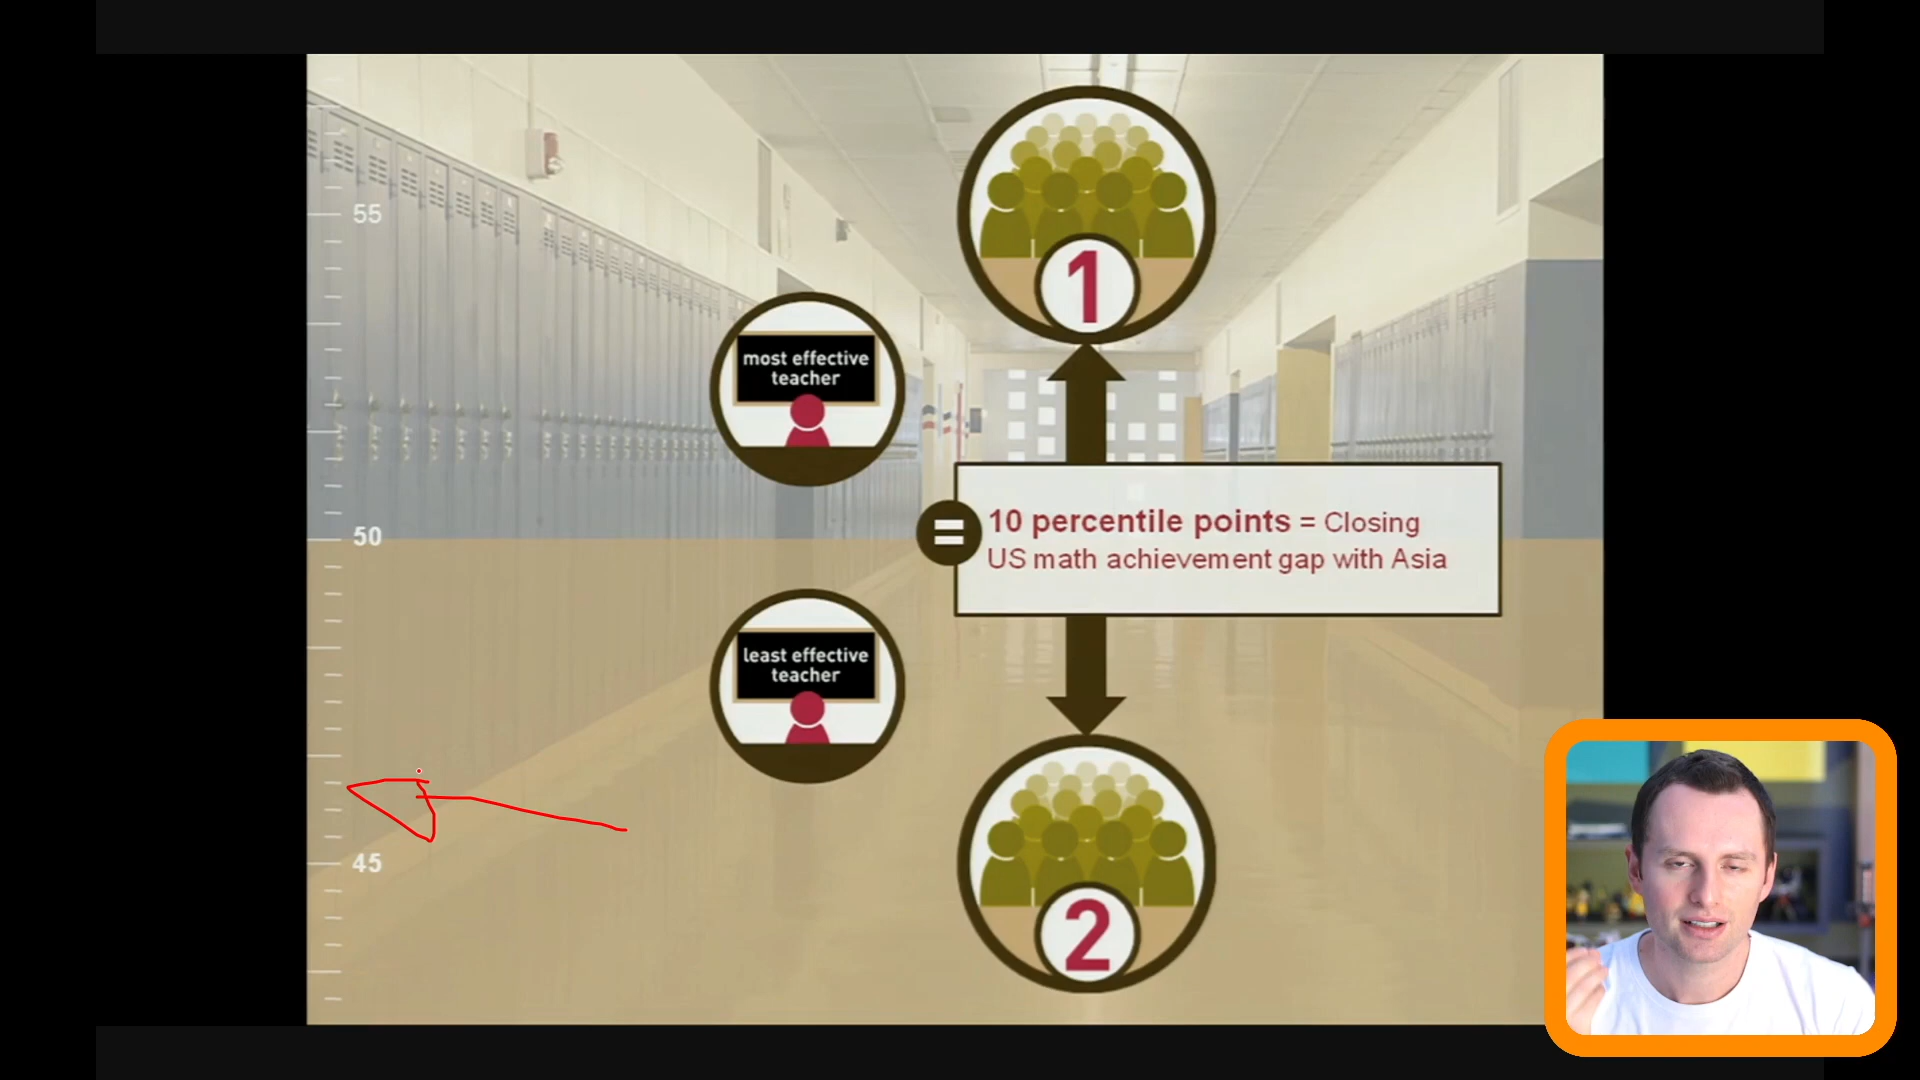 55
1
most effective
teacher
50
=
10 percentile points = Closing
US math achievement gap with Asia
least effective
teacher
45
2